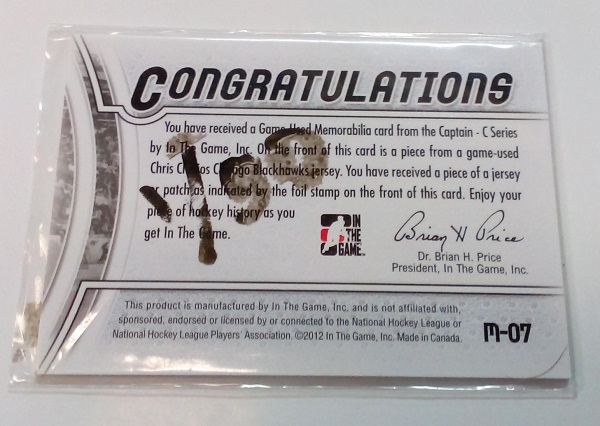 CONGRATULATIONS
You have received a Game-Used Memorabilia card from the Captain - C Series
by In The Game, Inc. On the front of this card is a piece from a game-used
Chris Blackhawks jersey. You have received a piece of a jersey
or patch as indicated by the foil stamp on the front of this card. Enjoy your
piece of hockey history as you
get In The Game.
IN
THE
GAME
Brian H Price
Dr. Brian H. Price
President, In The Game, Inc.
This product is manufactured by In The Game, Inc. and is not affiliated with,
sponsored, endorsed or licensed by or connected to the National Hockey League or
National Hockey League Players' Association. ©2012 In The Game, Inc. Made in Canada.
M-07